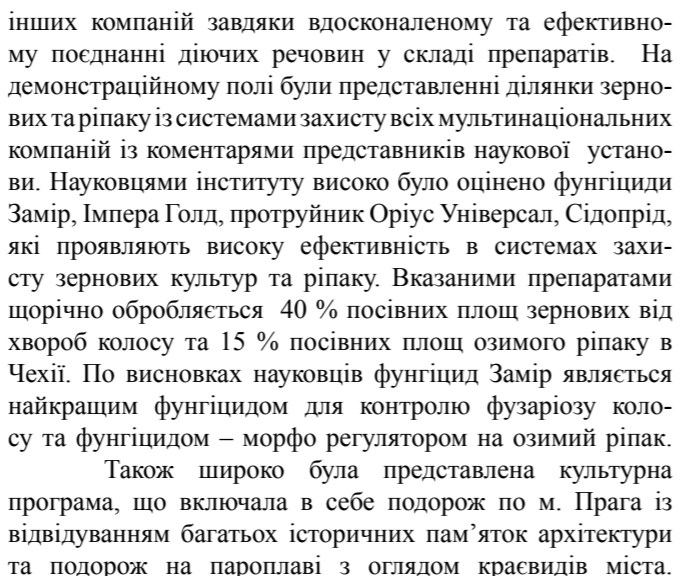 інших компаній завдяки вдосконаленому та ефективно-
му поєднанні діючих речовин у складі препаратів. На
демонстраційному полі були представленні ділянки зерно-
вих та ріпаку із системами захисту всіх мультинаціональних
компаній із коментарями представників наукової устано-
ви. Науковцями інституту високо було оцінено фунгіциди
Замір, Імпера Голд, протруйник Оріус Універсал, Сідопрід,
які проявляють високу ефективність в системах захи-
сту зернових культур та ріпаку. Вказаними препаратами
щорічно обробляється 40 % посівних площ зернових від
хвороб колосу та 15 % посівних площ озимого ріпаку в
Чехії. По висновках науковців фунгіцид Замір являється
найкращим фунгіцидом для контролю фузаріозу коло-
су та фунгіцидом – морфо регулятором на озимий ріпак.
Також широко була представлена культурна
програма, що включала в себе подорож по м. Прага із
відвідуванням багатьох історичних пам’яток архітектури
та подорож на пароплаві з оглядом краєвидів міста.